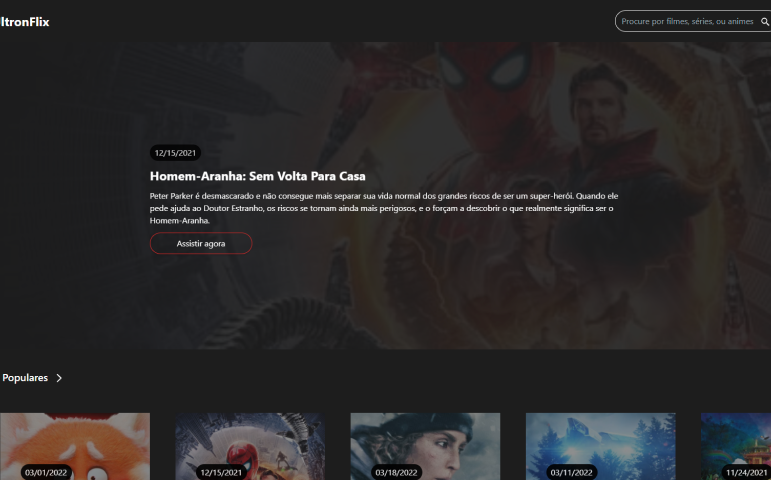 ltronFlix
Procure por filmes, séries, ou animes
12/15/2021
Homem-Aranha: Sem Volta Para Casa
Peter Parker é desmascarado e não consegue mais separar sua vida normal dos grandes riscos de ser um super-herói. Quando ele
pede ajuda ao Doutor Estranho, os riscos se tornam ainda mais perigosos, e o forçam a descobrir o que realmente significa ser o
Homem-Aranha.
Assistir agora
Populares
03/01/2022
12/15/2021
03/18/2022
03/11/2022
11/24/2021